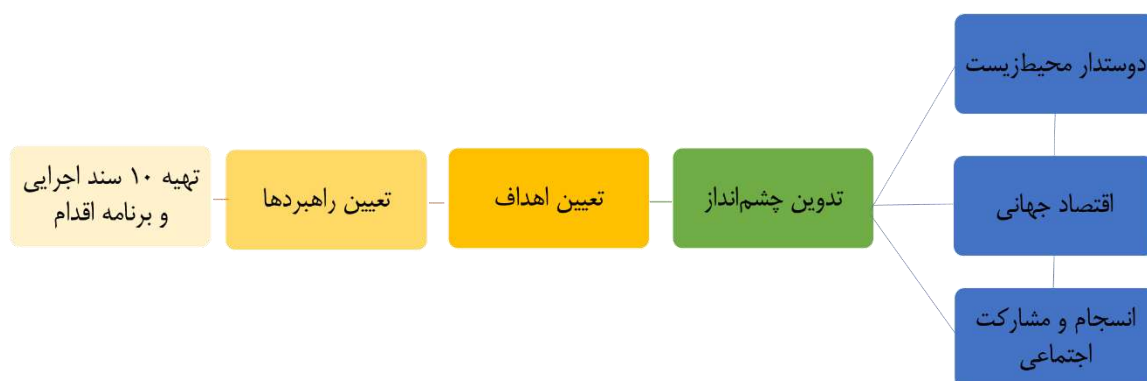 دوستدار محیط‌زیست
اقتصاد جهانی
انسجام و مشارکت
اجتماعی
تدوین چشم‌انداز
تعیین اهداف
تعیین راهبردها
تهیه ۱۰ سند اجرایی
و برنامه اقدام